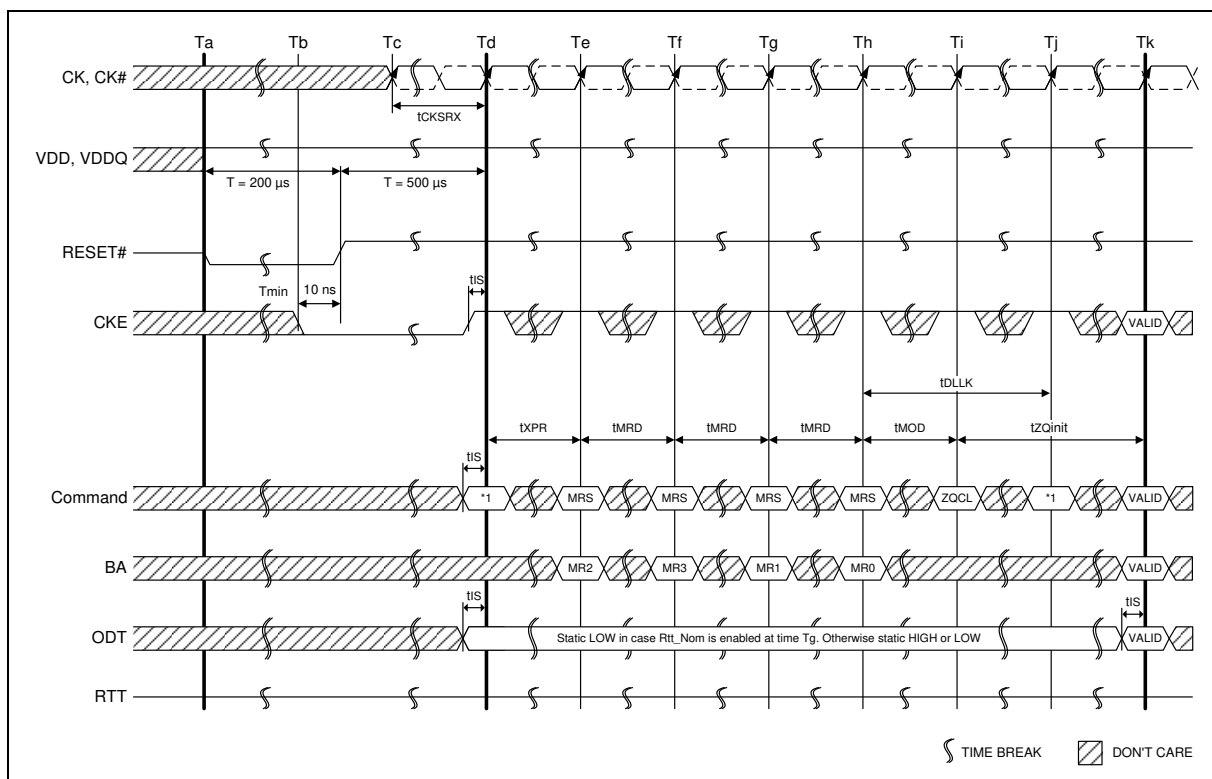 Ta Tb Tc Td Te Tf Tg Th Ti Tj Tk
CK, CK#
tCKSRX
VDD, VDDQ
T = 200 μs T = 500 μs
RESET#
Tmin 10 ns tIS
CKE VALID
tDLLK
tXPR tMRD tMRD tMRD tMOD tZQinit
tIS
Command *1 MRS MRS MRS MRS ZQCL *1 VALID
BA MR2 MR3 MR1 MR0 VALID
tIS tIS
ODT Static LOW in case Rtt_Nom is enabled at time Tg. Otherwise static HIGH or LOW VALID
RTT
TIME BREAK DON'T CARE